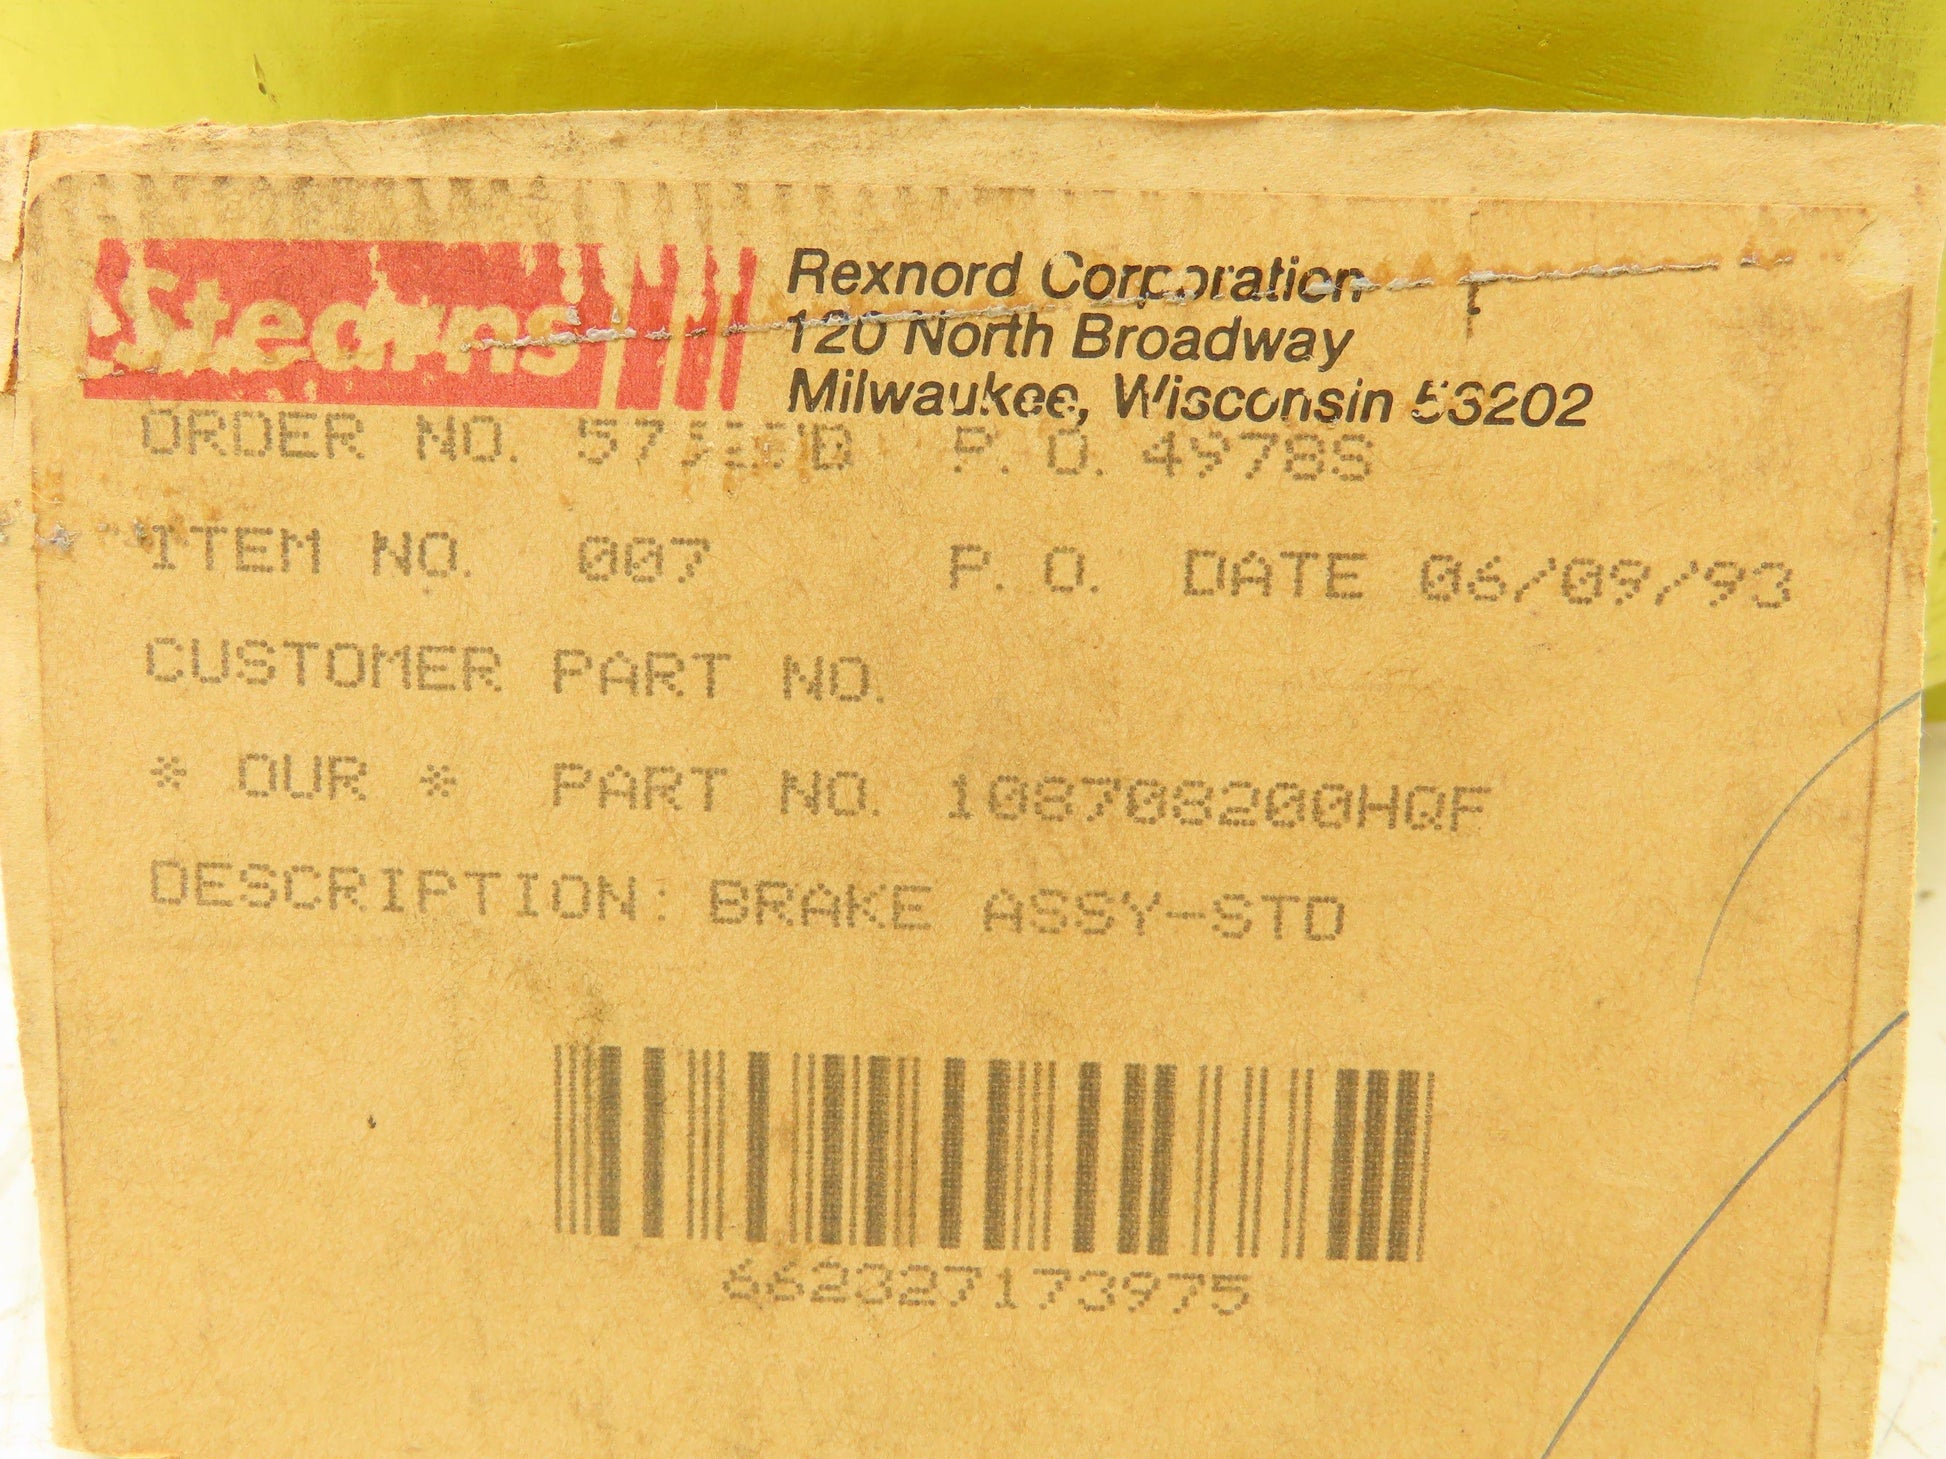 Stearns
Rexnord Corporation
120 North Broadway
Milwaukee, Wisconsin 53202
ORDER NO. P. O. 49788
ITEM NO. 007 P. O. DATE 06/09/93
CUSTOMER PART NO.
* OUR * PART NO. 108708200HQF
DESCRIPTION: BRAKE ASSY-STD
662327173975